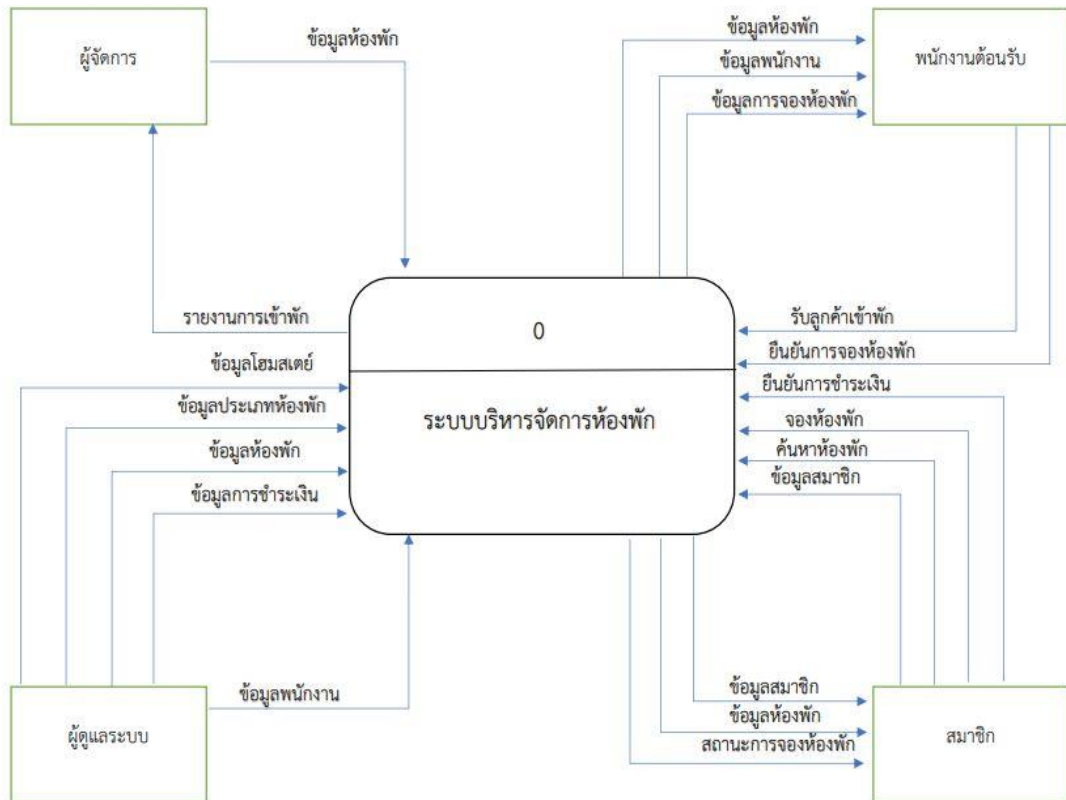 ผู้จัดการ
ข้อมูลห้องพัก
ข้อมูลห้องพัก
ข้อมูลพนักงาน
ข้อมูลการจองห้องพัก
พนักงานต้อนรับ
รายงานการเข้าพัก
ข้อมูลโฮมสเตย์
ข้อมูลประเภทห้องพัก
ข้อมูลห้องพัก
ข้อมูลการชำระเงิน
0
ระบบบริหารจัดการห้องพัก
รับลูกค้าเข้าพัก
ยืนยันการจองห้องพัก
ยืนยันการชำระเงิน
จองห้องพัก
ค้นหาห้องพัก
ข้อมูลสมาชิก
ผู้ดูแลระบบ
ข้อมูลพนักงาน
ข้อมูลสมาชิก
ข้อมูลห้องพัก
สถานะการจองห้องพัก
สมาชิก